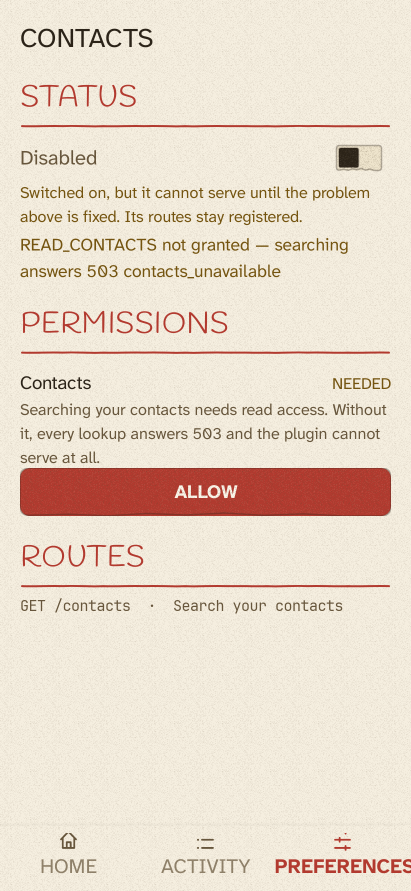 CONTACTS
STATUS
Disabled
Switched on, but it cannot serve until the problem
above is fixed. Its routes stay registered.
READ_CONTACTS not granted — searching
answers 503 contacts_unavailable
PERMISSIONS
Contacts NEEDED
Searching your contacts needs read access. Without
it, every lookup answers 503 and the plugin cannot
serve at all.
ALLOW
ROUTES
GET /contacts · Search your contacts
HOME ACTIVITY PREFERENCES